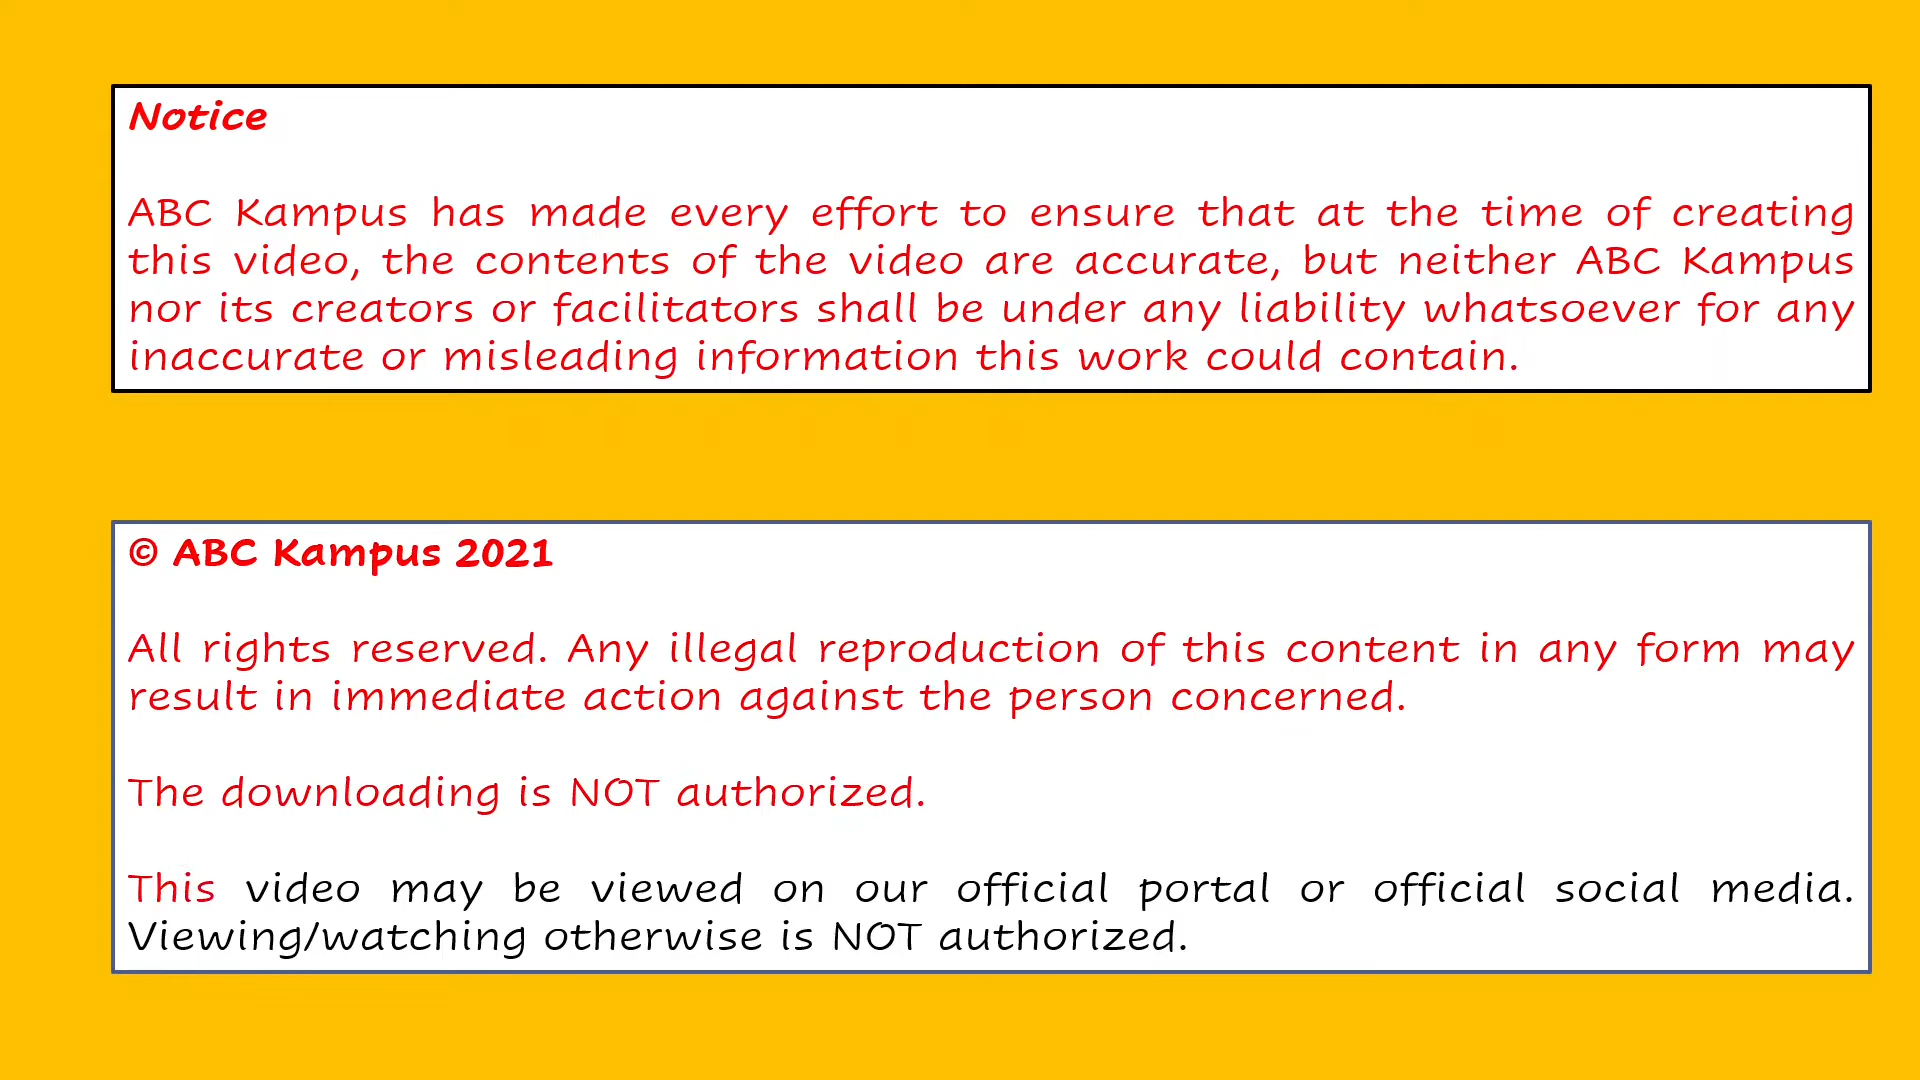 Notice
ABC Kampus has made every effort to ensure that at the time of creating
this video, the contents of the video are accurate, but neither ABC Kampus
nor its creators or facilitators shall be under any liability whatsoever for any
inaccurate or misleading information this work could contain.
© ABC Kampus 2021
All rights reserved. Any illegal reproduction of this content in any form may
result in immediate action against the person concerned.
The downloading is NOT authorized.
This video may be viewed on our official portal or official social media.
Viewing/watching otherwise is NOT authorized.